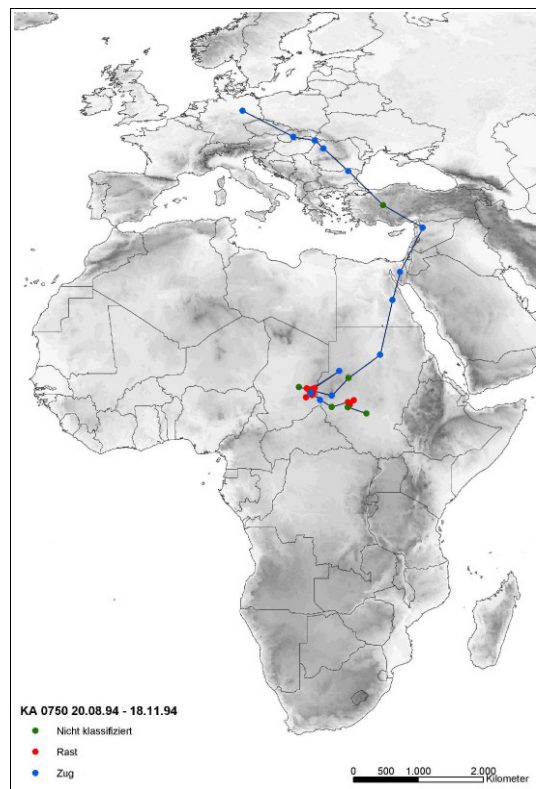 KA 0750 20.08.94 - 18.11.94
Nicht klassifiziert
Rast
Zug
0 500 1.000 2.000
Kilometer